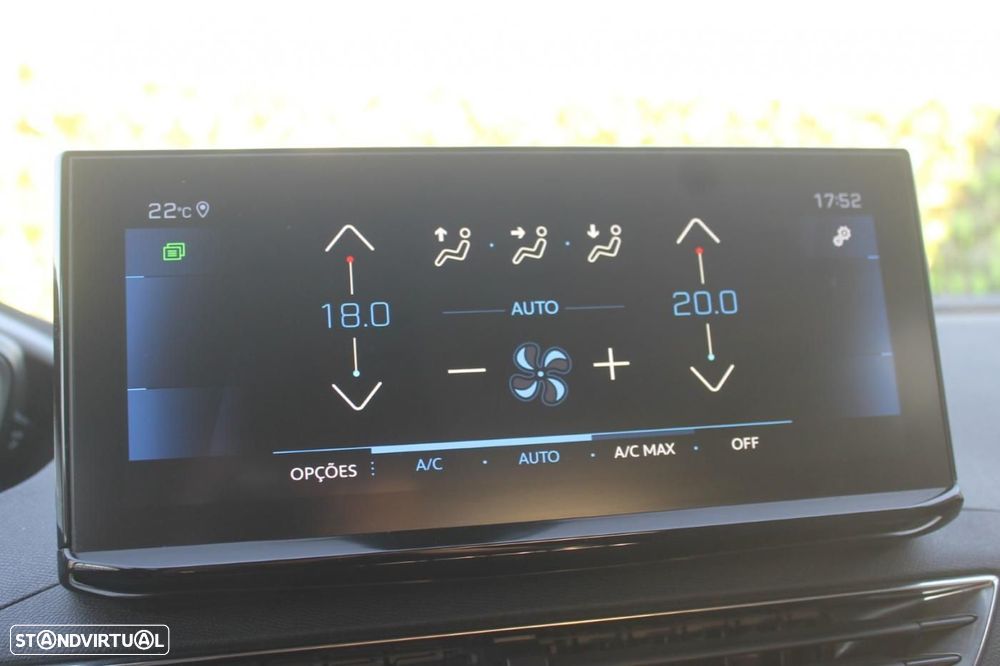 22°C 17:52
18.0 AUTO 20.0
OPÇÕES A/C AUTO A/C MAX OFF
STANDVIRTUAL